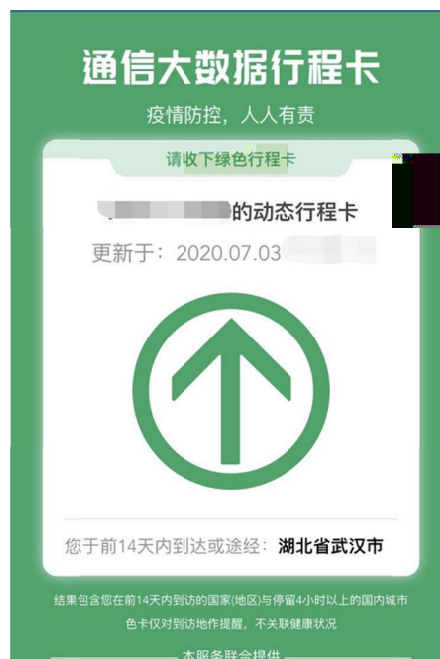 通信大数据行程卡
疫情防控，人人有责
请收下绿色行程卡
的动态行程卡
更新于：2020.07.03
您于前14天内到达或途经：湖北省武汉市
结果包含您在前14天内到访的国家(地区)与停留4小时以上的国内城市
色卡仅对到访地作提醒，不关联健康状况
本服务联合提供